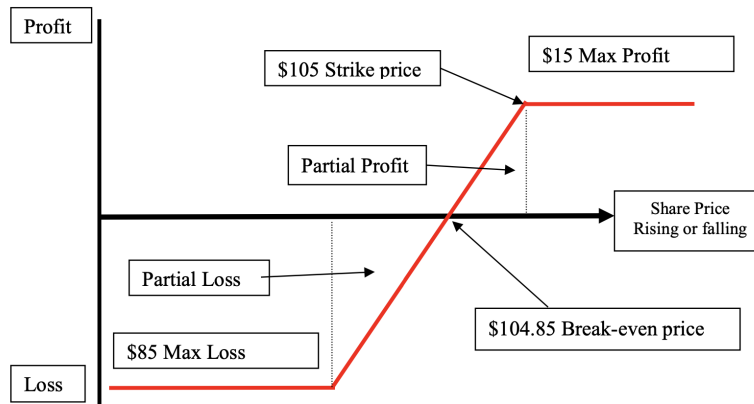 Profit
$105 Strike price
$15 Max Profit
Partial Profit
Share Price
Rising or falling
Partial Loss
$104.85 Break-even price
$85 Max Loss
Loss